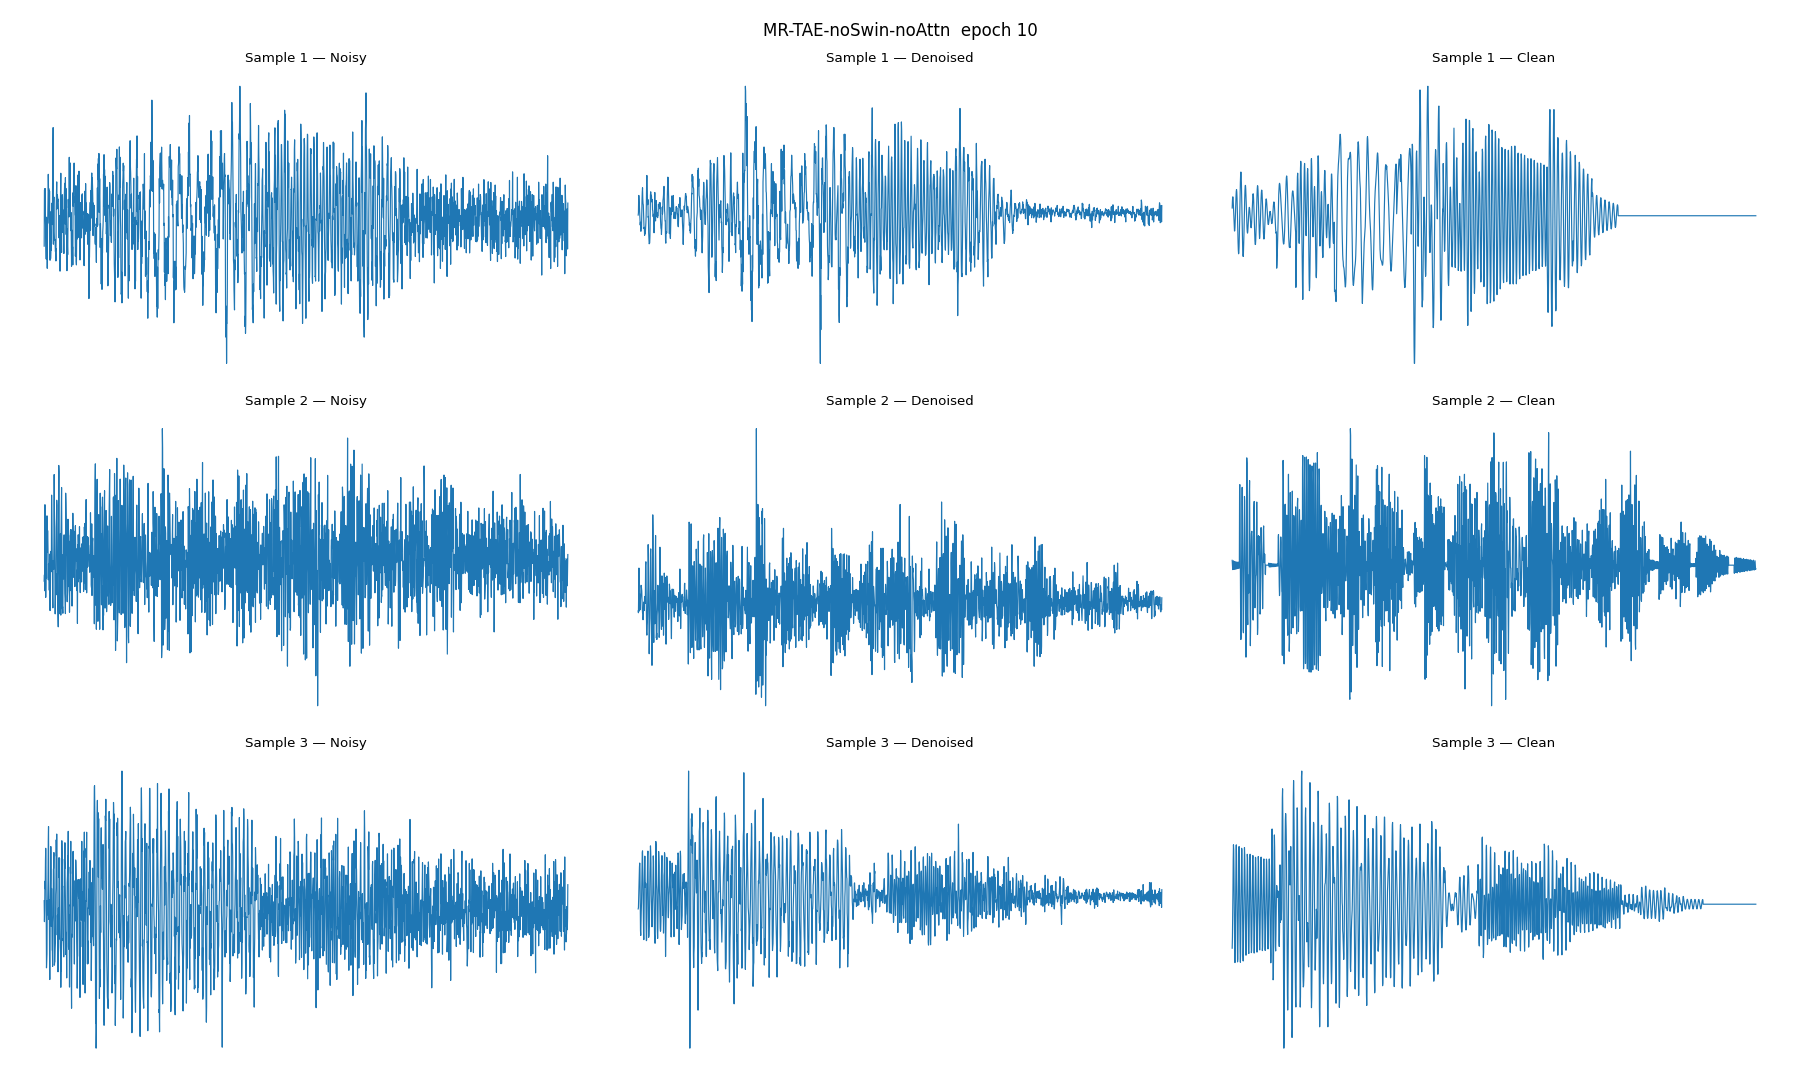 MR-TAE-noSwin-noAttn  epoch 10
Sample 1 — Noisy
Sample 1 — Denoised
Sample 1 — Clean
Sample 2 — Noisy
Sample 2 — Denoised
Sample 2 — Clean
Sample 3 — Noisy
Sample 3 — Denoised
Sample 3 — Clean